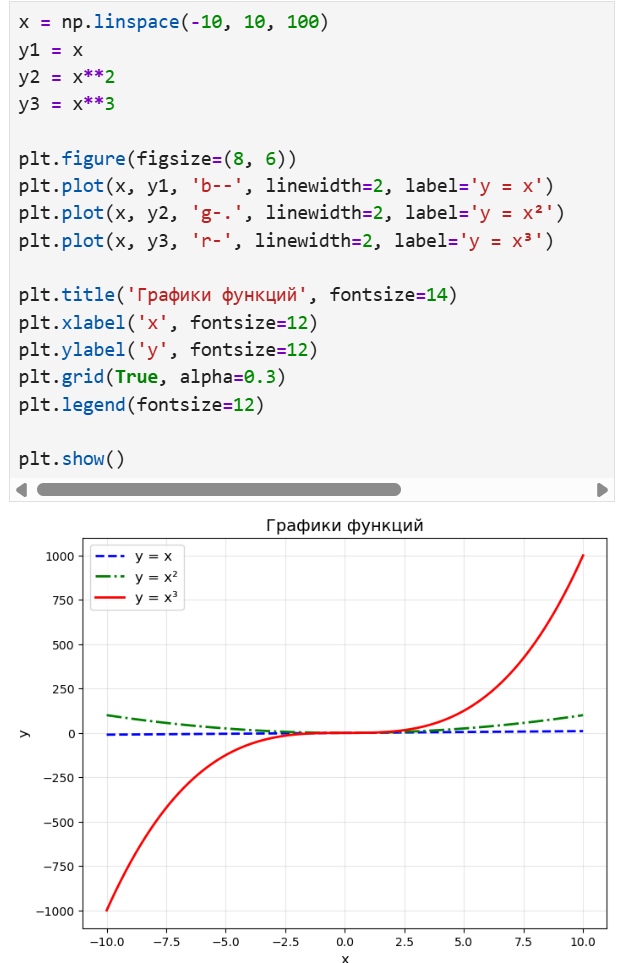 x = np.linspace(-10, 10, 100)
y1 = x
y2 = x**2
y3 = x**3
plt.figure(figsize=(8, 6))
plt.plot(x, y1, 'b--', linewidth=2, label='y = x')
plt.plot(x, y2, 'g-.', linewidth=2, label='y = x²')
plt.plot(x, y3, 'r-', linewidth=2, label='y = x³')
plt.title('Графики функций', fontsize=14)
plt.xlabel('x', fontsize=12)
plt.ylabel('y', fontsize=12)
plt.grid(True, alpha=0.3)
plt.legend(fontsize=12)
plt.show()
Графики функций
y = x
y = x²
y = x³
1000
750
500
250
0
−250
−500
−750
−1000
y
−10.0 −7.5 −5.0 −2.5 0.0 2.5 5.0 7.5 10.0
x